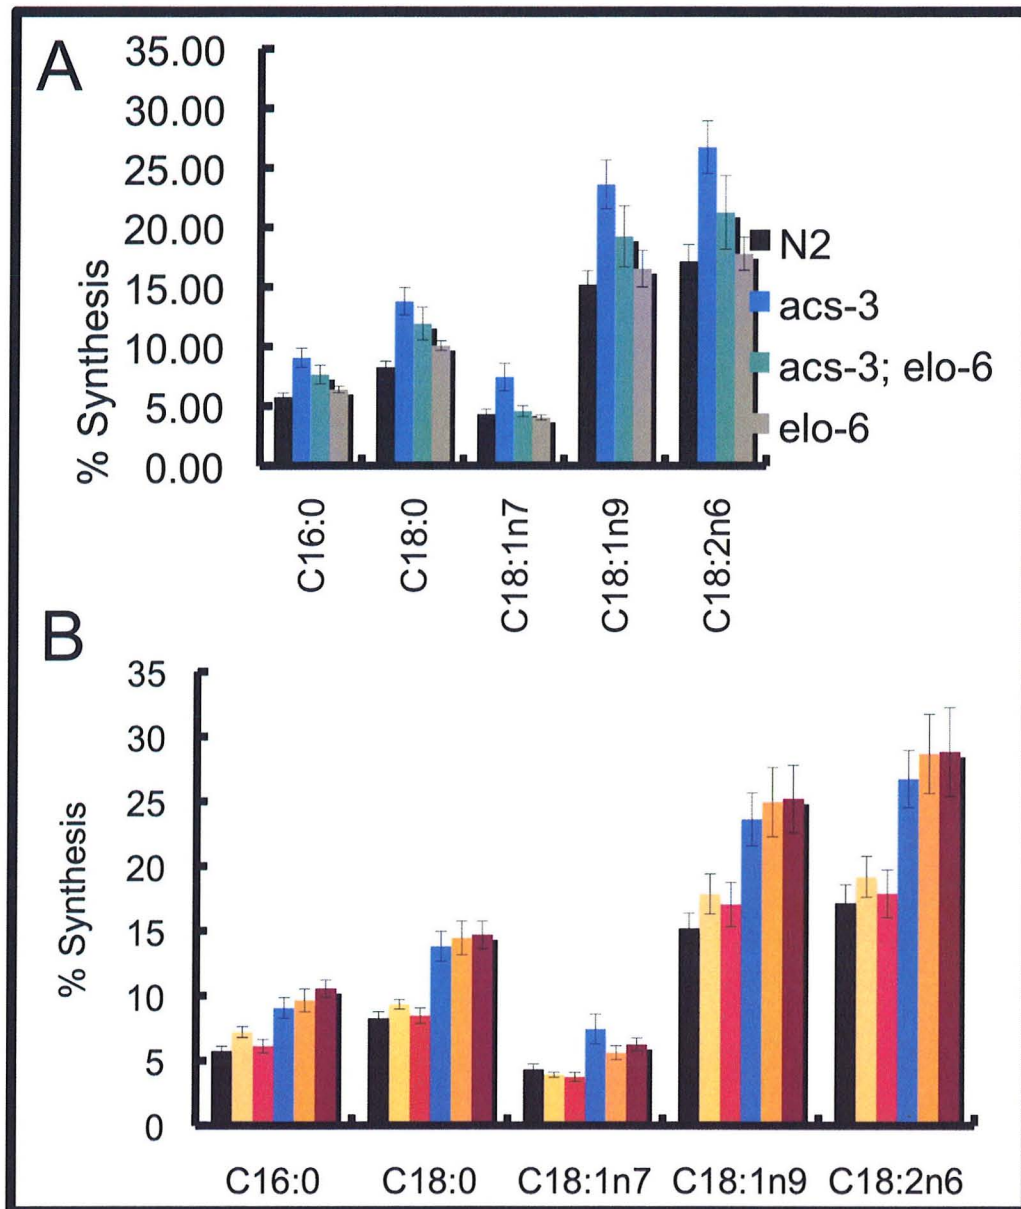 A
35.00
30.00
25.00
20.00
15.00
10.00
5.00
0.00
% Synthesis
C16:0
C18:0
C18:1n7
C18:1n9
C18:2n6
N2
acs-3
acs-3; elo-6
elo-6
B
35
30
25
20
15
10
5
0
% Synthesis
C16:0
C18:0
C18:1n7
C18:1n9
C18:2n6